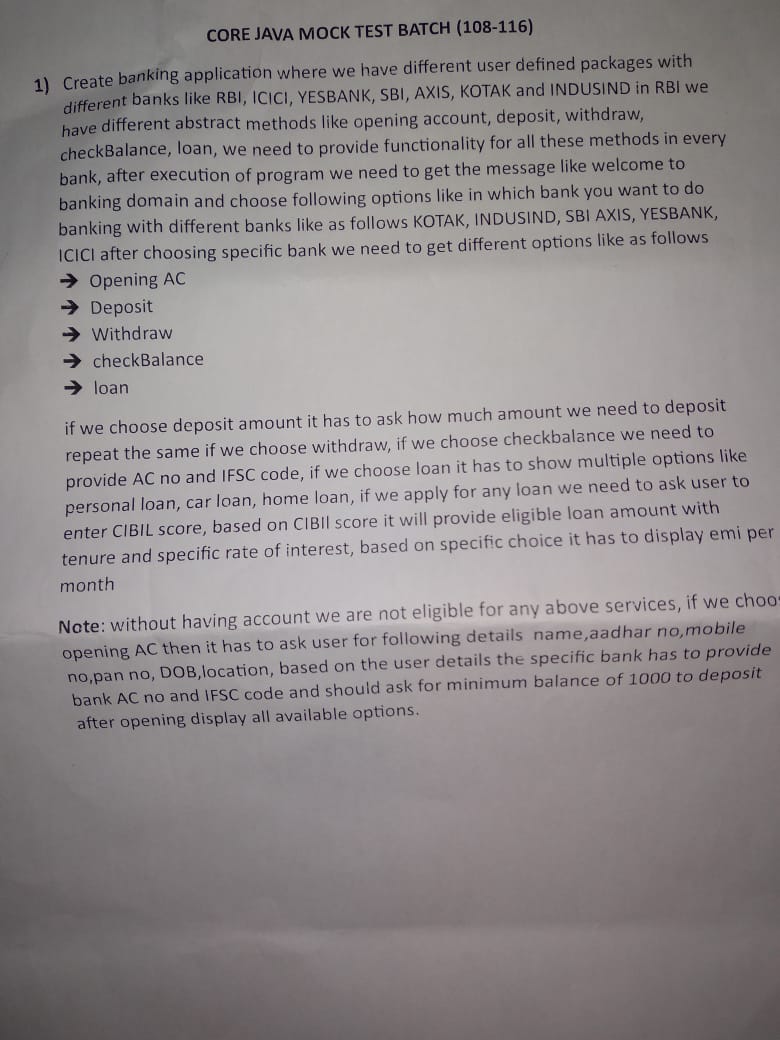 CORE JAVA MOCK TEST BATCH (108-116)
1) Create banking application where we have different user defined packages with
different banks like RBI, ICICI, YESBANK, SBI, AXIS, KOTAK and INDUSIND in RBI we
have different abstract methods like opening account, deposit, withdraw,
checkBalance, loan, we need to provide functionality for all these methods in every
bank, after execution of program we need to get the message like welcome to
banking domain and choose following options like in which bank you want to do
banking with different banks like as follows KOTAK, INDUSIND, SBI AXIS, YESBANK,
ICICI after choosing specific bank we need to get different options like as follows
➔ Opening AC
➔ Deposit
➔ Withdraw
➔ checkBalance
➔ loan
if we choose deposit amount it has to ask how much amount we need to deposit
repeat the same if we choose withdraw, if we choose checkbalance we need to
provide AC no and IFSC code, if we choose loan it has to show multiple options like
personal loan, car loan, home loan, if we apply for any loan we need to ask user to
enter CIBIL score, based on CIBIl score it will provide eligible loan amount with
tenure and specific rate of interest, based on specific choice it has to display emi per
month
Note: without having account we are not eligible for any above services, if we choos
opening AC then it has to ask user for following details name,aadhar no,mobile
no,pan no, DOB,location, based on the user details the specific bank has to provide
bank AC no and IFSC code and should ask for minimum balance of 1000 to deposit
after opening display all available options.